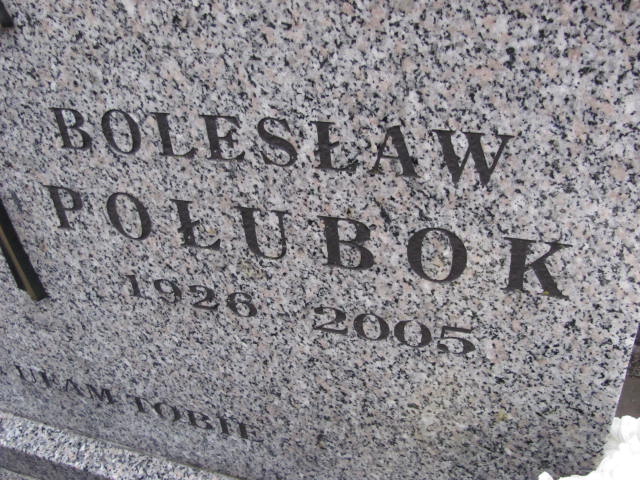 BOLESŁAW
POŁUBOK
1926 - 2005
UFAM TOBIE